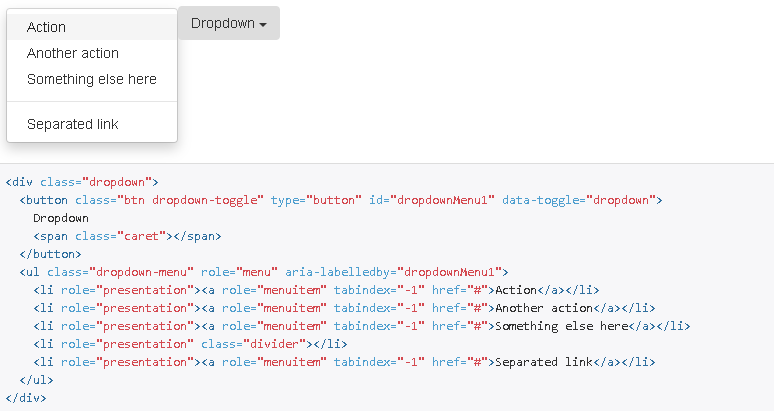 Action
Dropdown
Another action
Something else here
Separated link
<div class="dropdown">
  <button class="btn dropdown-toggle" type="button" id="dropdownMenu1" data-toggle="dropdown">
    Dropdown
    <span class="caret"></span>
  </button>
  <ul class="dropdown-menu" role="menu" aria-labelledby="dropdownMenu1">
    <li role="presentation"><a role="menuitem" tabindex="-1" href="#">Action</a></li>
    <li role="presentation"><a role="menuitem" tabindex="-1" href="#">Another action</a></li>
    <li role="presentation"><a role="menuitem" tabindex="-1" href="#">Something else here</a></li>
    <li role="presentation" class="divider"></li>
    <li role="presentation"><a role="menuitem" tabindex="-1" href="#">Separated link</a></li>
  </ul>
</div>